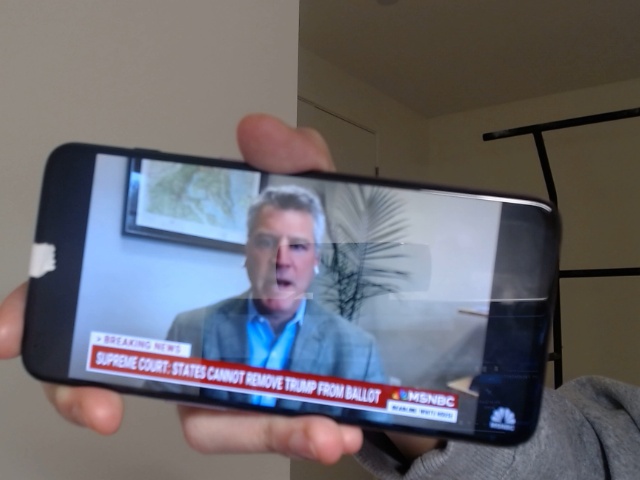 BREAKING NEWS
SUPREME COURT: STATES CANNOT REMOVE TRUMP FROM BALLOT
MSNBC